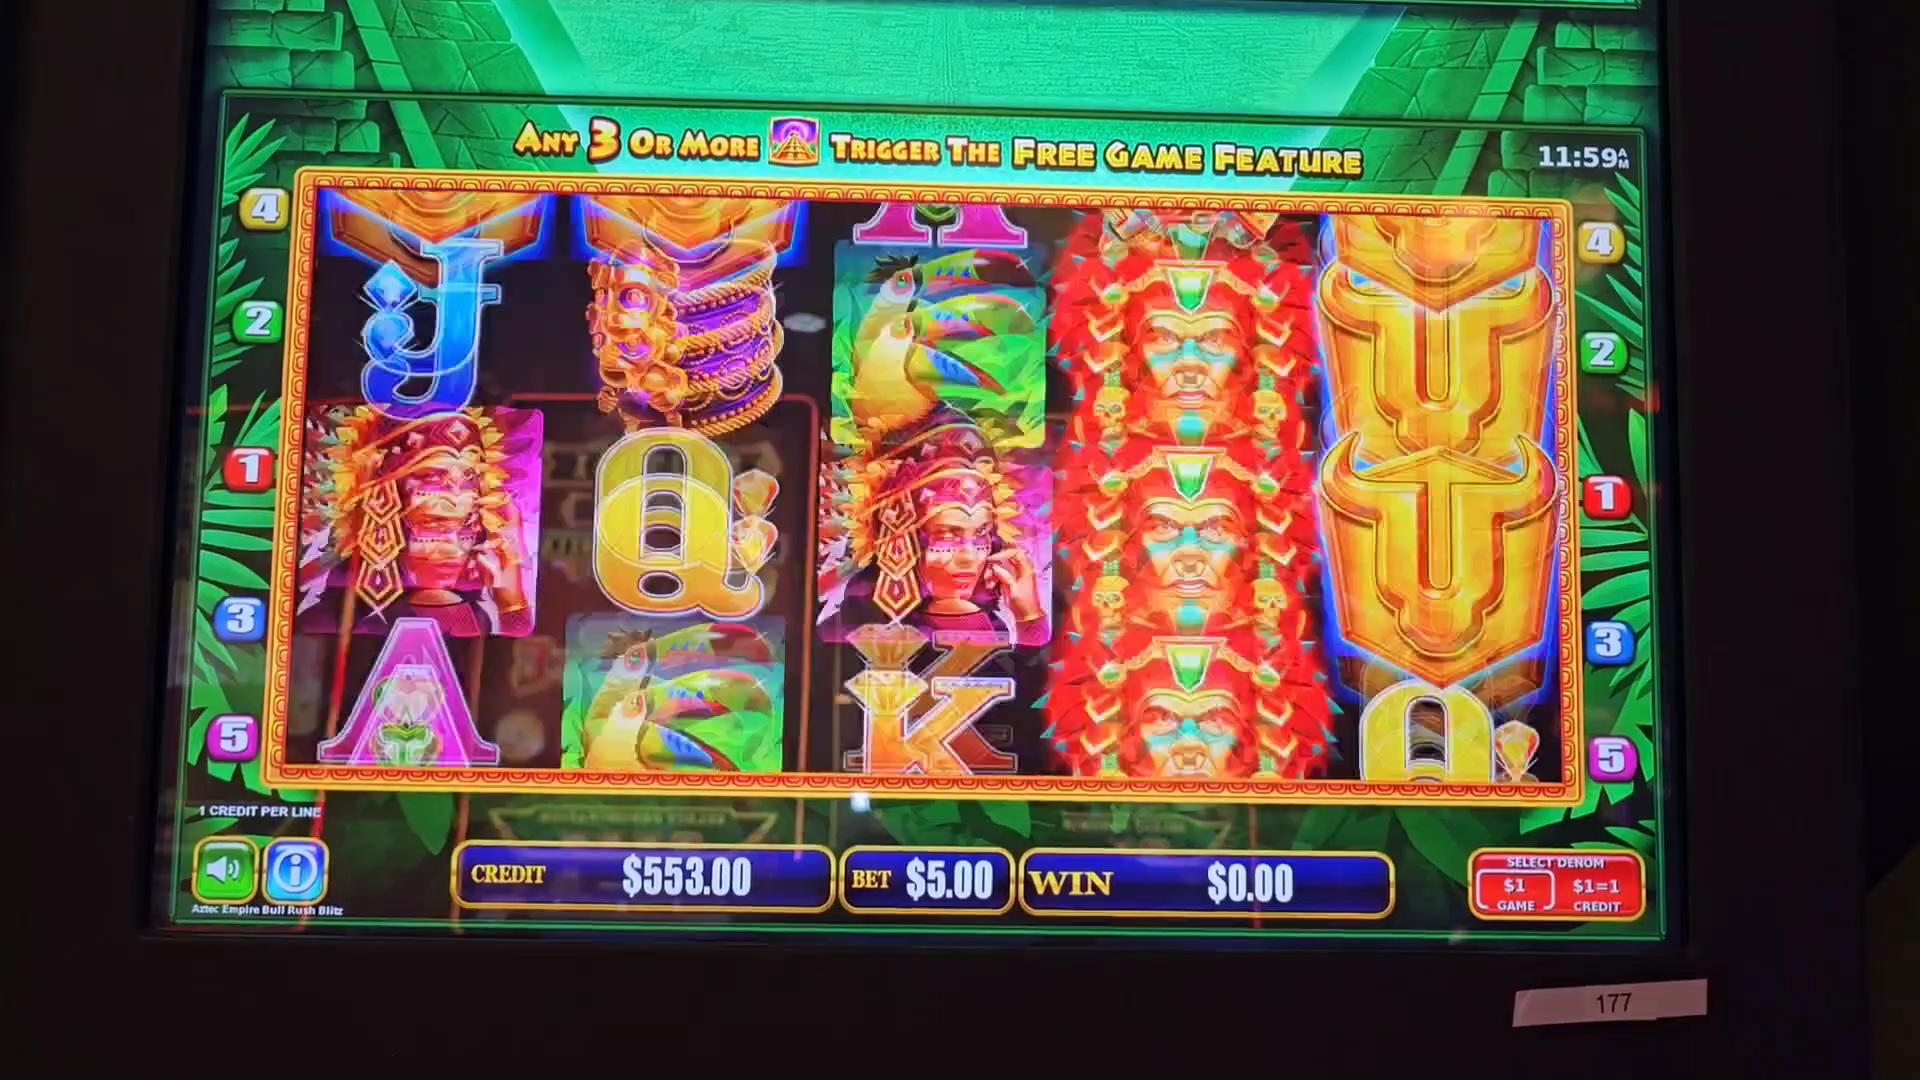 ANY 3 OR MORE TRIGGER THE FREE GAME FEATURE
11:59 AM
4
4
2
2
1
1
3
3
5
5
J
Q
A
K
Q
1 CREDIT PER LINE
CREDIT $553.00
BET $5.00
WIN $0.00
SELECT DENOM
$1 GAME
$1=1 CREDIT
Aztec Empire Bull Rush Blitz
177